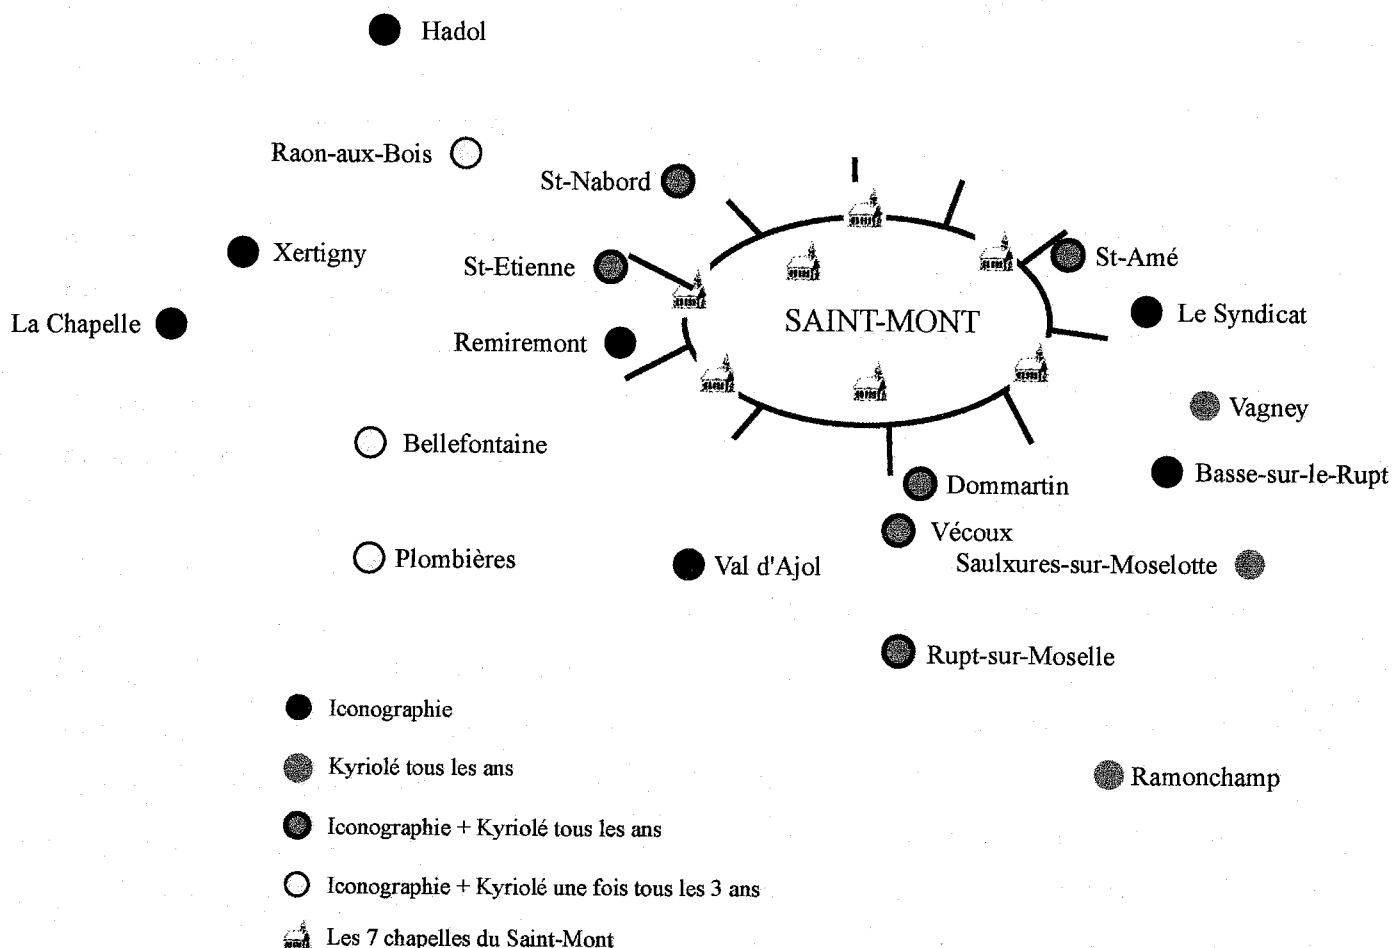 Hadol
Raon-aux-Bois
St-Nabord
Xertigny
St-Etienne
St-Amé
La Chapelle
SAINT-MONT
Le Syndicat
Remiremont
Vagney
Bellefontaine
Basse-sur-le-Rupt
Dommartin
Vécoux
Plombières
Val d'Ajol
Saulxures-sur-Moselotte
Rupt-sur-Moselle
Iconographie
Kyriolé tous les ans
Ramonchamp
Iconographie + Kyriolé tous les ans
Iconographie + Kyriolé une fois tous les 3 ans
Les 7 chapelles du Saint-Mont